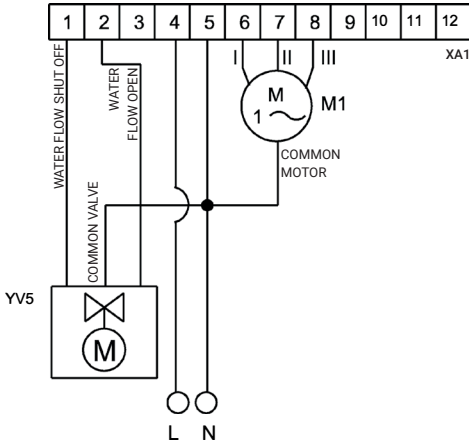 1 2 3 4 5 6 7 8 9 10 11 12
XA1
WATER FLOW SHUT OFF
WATER
FLOW OPEN
I II III
M
1
M1
COMMON
MOTOR
COMMON VALVE
YV5
M
L N